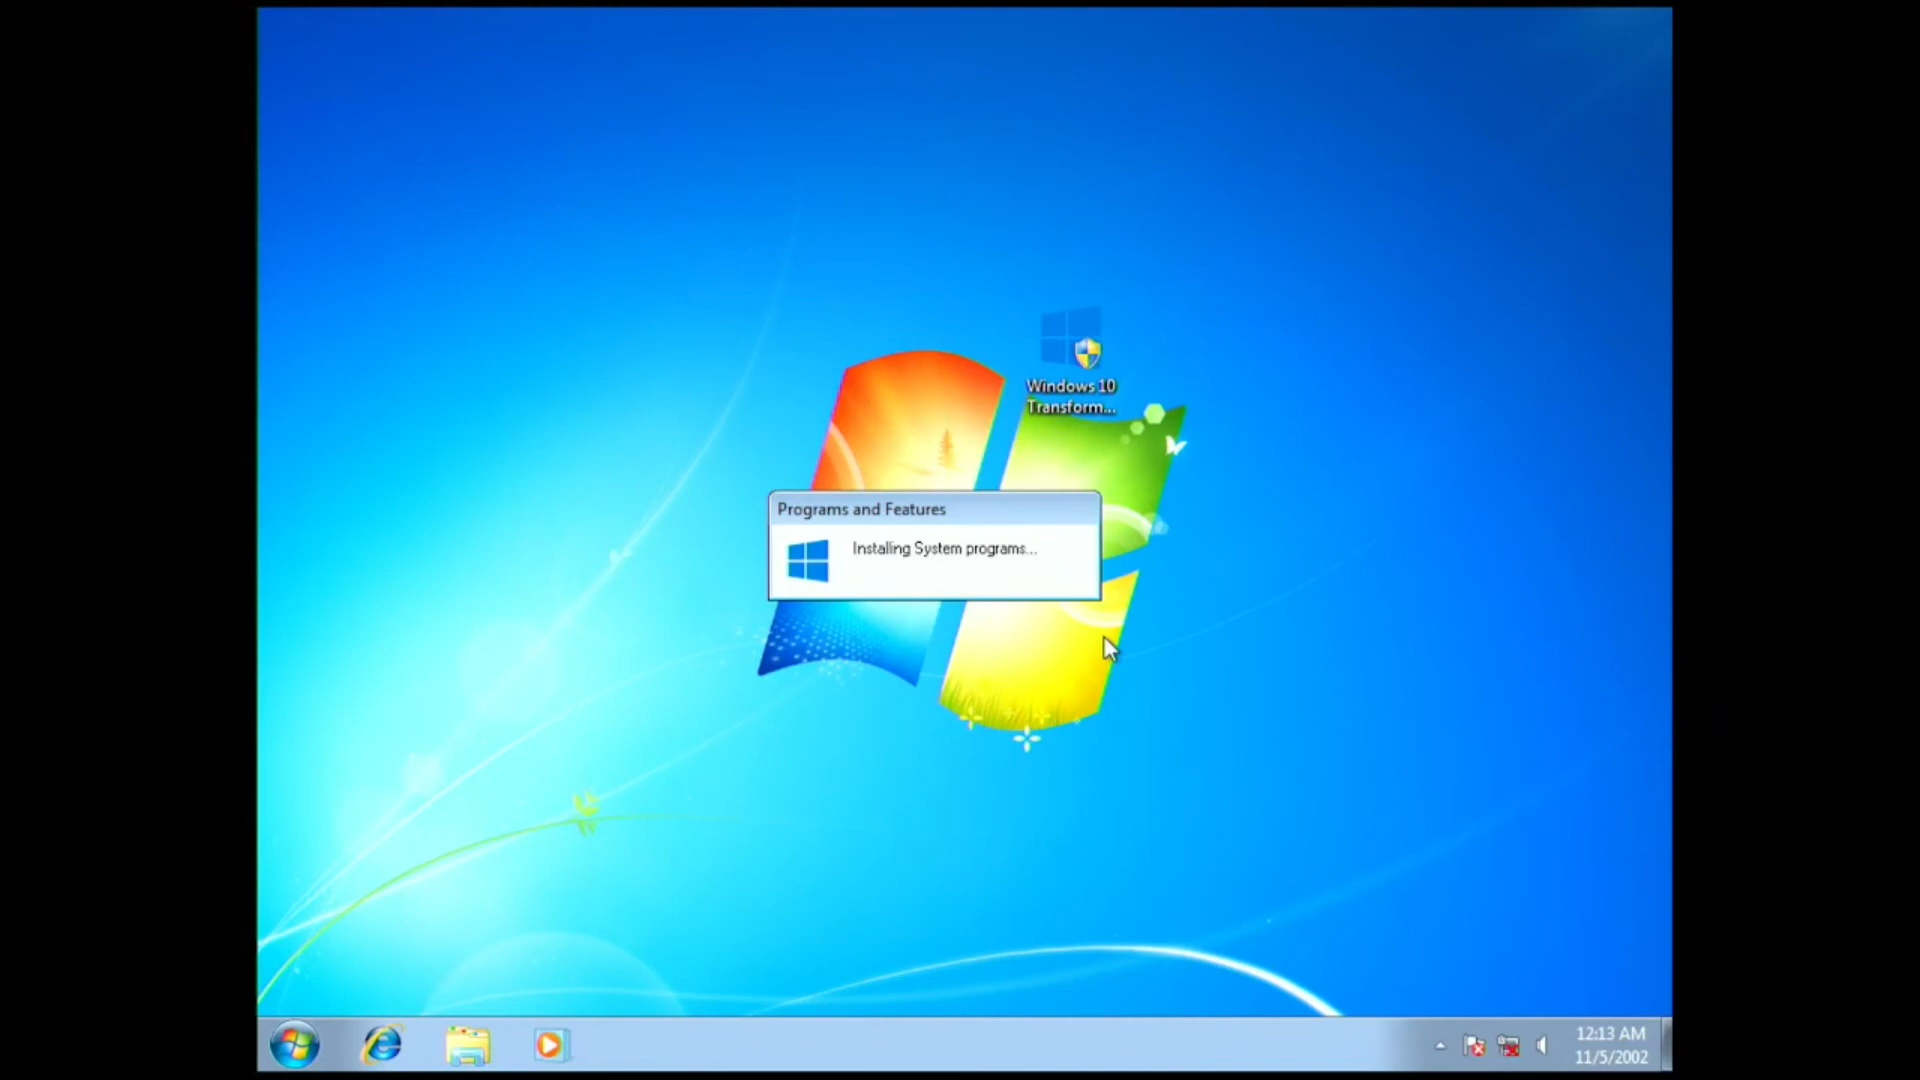 Windows 10
Transform...
Programs and Features
Installing System programs...
12:13 AM
11/5/2002